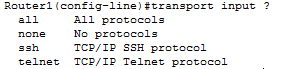 Router1(config-line)#transport input ?
  all     All protocols
  none    No protocols
  ssh     TCP/IP SSH protocol
  telnet  TCP/IP Telnet protocol